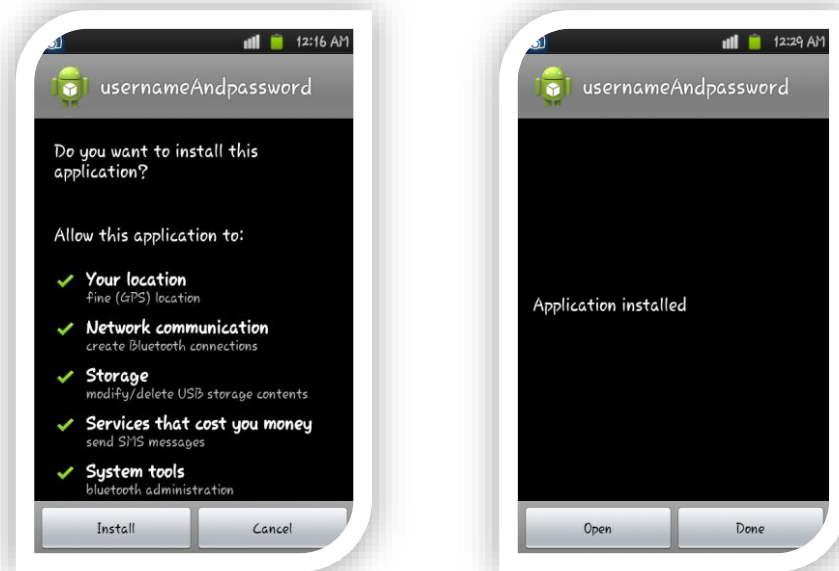 12:16 AM
usernameAndpassword
Do you want to install this
application?
Allow this application to:
Your location
fine (GPS) location
Network communication
create Bluetooth connections
Storage
modify/delete USB storage contents
Services that cost you money
send SMS messages
System tools
bluetooth administration
Install
Cancel
12:29 AM
usernameAndpassword
Application installed
Open
Done